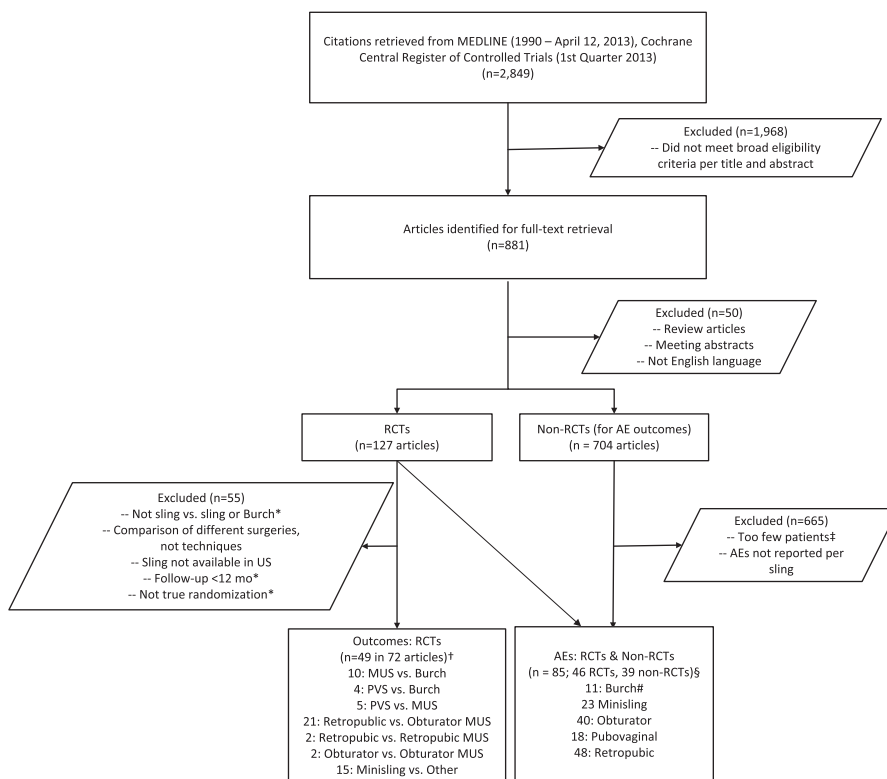 Citations retrieved from MEDLINE (1990 – April 12, 2013), Cochrane
Central Register of Controlled Trials (1st Quarter 2013)
(n=2,849)
Excluded (n=1,968)
-- Did not meet broad eligibility
criteria per title and abstract
Articles identified for full-text retrieval
(n=881)
Excluded (n=50)
-- Review articles
-- Meeting abstracts
-- Not English language
RCTs
(n=127 articles)
Non-RCTs (for AE outcomes)
(n = 704 articles)
Excluded (n=55)
-- Not sling vs. sling or Burch*
-- Comparison of different surgeries,
not techniques
-- Sling not available in US
-- Follow-up <12 mo*
-- Not true randomization*
Excluded (n=665)
-- Too few patients‡
-- AEs not reported per
sling
Outcomes: RCTs
(n=49 in 72 articles)†
10: MUS vs. Burch
4: PVS vs. Burch
5: PVS vs. MUS
21: Retropublic vs. Obturator MUS
2: Retropubic vs. Retropubic MUS
2: Obturator vs. Obturator MUS
15: Minisling vs. Other
AEs: RCTs & Non-RCTs
(n = 85; 46 RCTs, 39 non-RCTs)§
11: Burch#
23 Minisling
40: Obturator
18: Pubovaginal
48: Retropubic